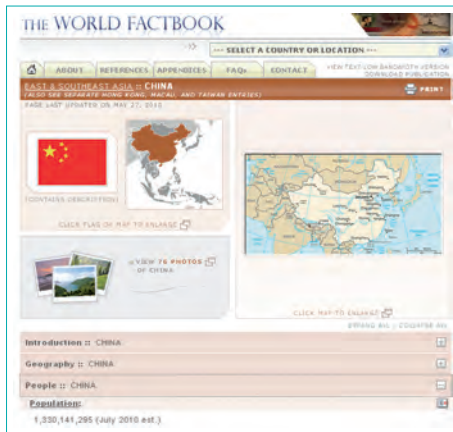 THE WORLD FACTBOOK
--- SELECT A COUNTRY OR LOCATION ---
ABOUT REFERENCES APPENDICES FAQs CONTACT
VIEW TEXT/LOW BANDWIDTH VERSION
DOWNLOAD PUBLICATION
EAST & SOUTHEAST ASIA :: CHINA
PRINT
(ALSO SEE SEPARATE HONG KONG, MACAU, AND TAIWAN ENTRIES)
PAGE LAST UPDATED ON MAY 27, 2010
(CONTAINS DESCRIPTION)
CLICK FLAG OR MAP TO ENLARGE
:: VIEW 76 PHOTOS
OF CHINA
CLICK MAP TO ENLARGE
EXPAND ALL :: COLLAPSE ALL
Introduction :: CHINA
Geography :: CHINA
People :: CHINA
Population:
1,330,141,295 (July 2010 est.)